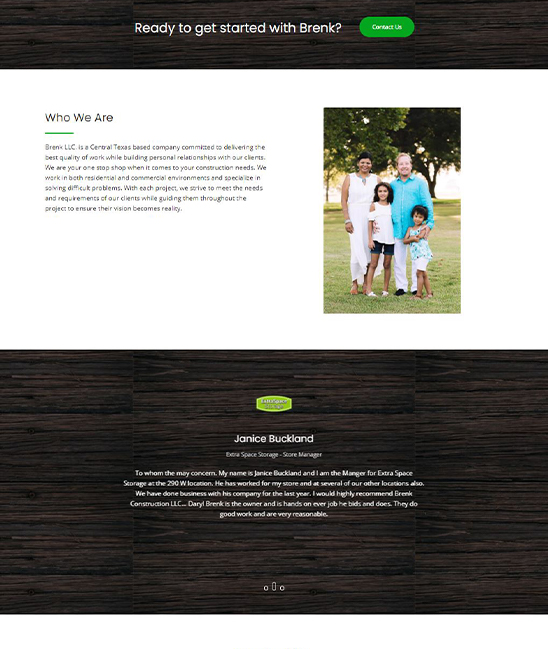 Ready to get started with Brenk?
Contact Us
Who We Are
Brenk LLC. is a Central Texas based company committed to delivering the
best quality of work while building personal relationships with our clients.
We are your one stop shop when it comes to your construction needs. We
work in both residential and commercial environments and specialize in
solving difficult problems. With each project, we strive to meet the needs
and requirements of our clients while guiding them throughout the
project to ensure their vision becomes reality.
ExtraSpace
Janice Buckland
Extra Space Storage - Store Manager
To whom the may concern. My name is Janice Buckland and I am the Manger for Extra Space
Storage at the 290 W location. He has worked for my store and at several of our other locations also.
We have done business with his company for the last year. I would highly recommend Brenk
Construction LLC... Daryl Brenk is the owner and is hands on ever job he bids and does. They do
good work and are very reasonable.